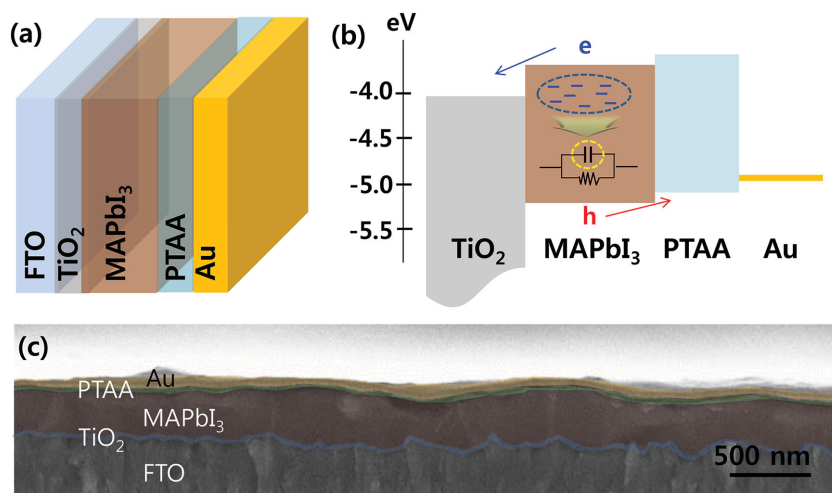 (a)
FTO
TiO₂
MAPbI₃
PTAA
Au
(b)
eV
e
-4.0
-4.5
-5.0
-5.5
h
TiO₂
MAPbI₃
PTAA
Au
(c)
Au
PTAA
MAPbI₃
TiO₂
FTO
500 nm